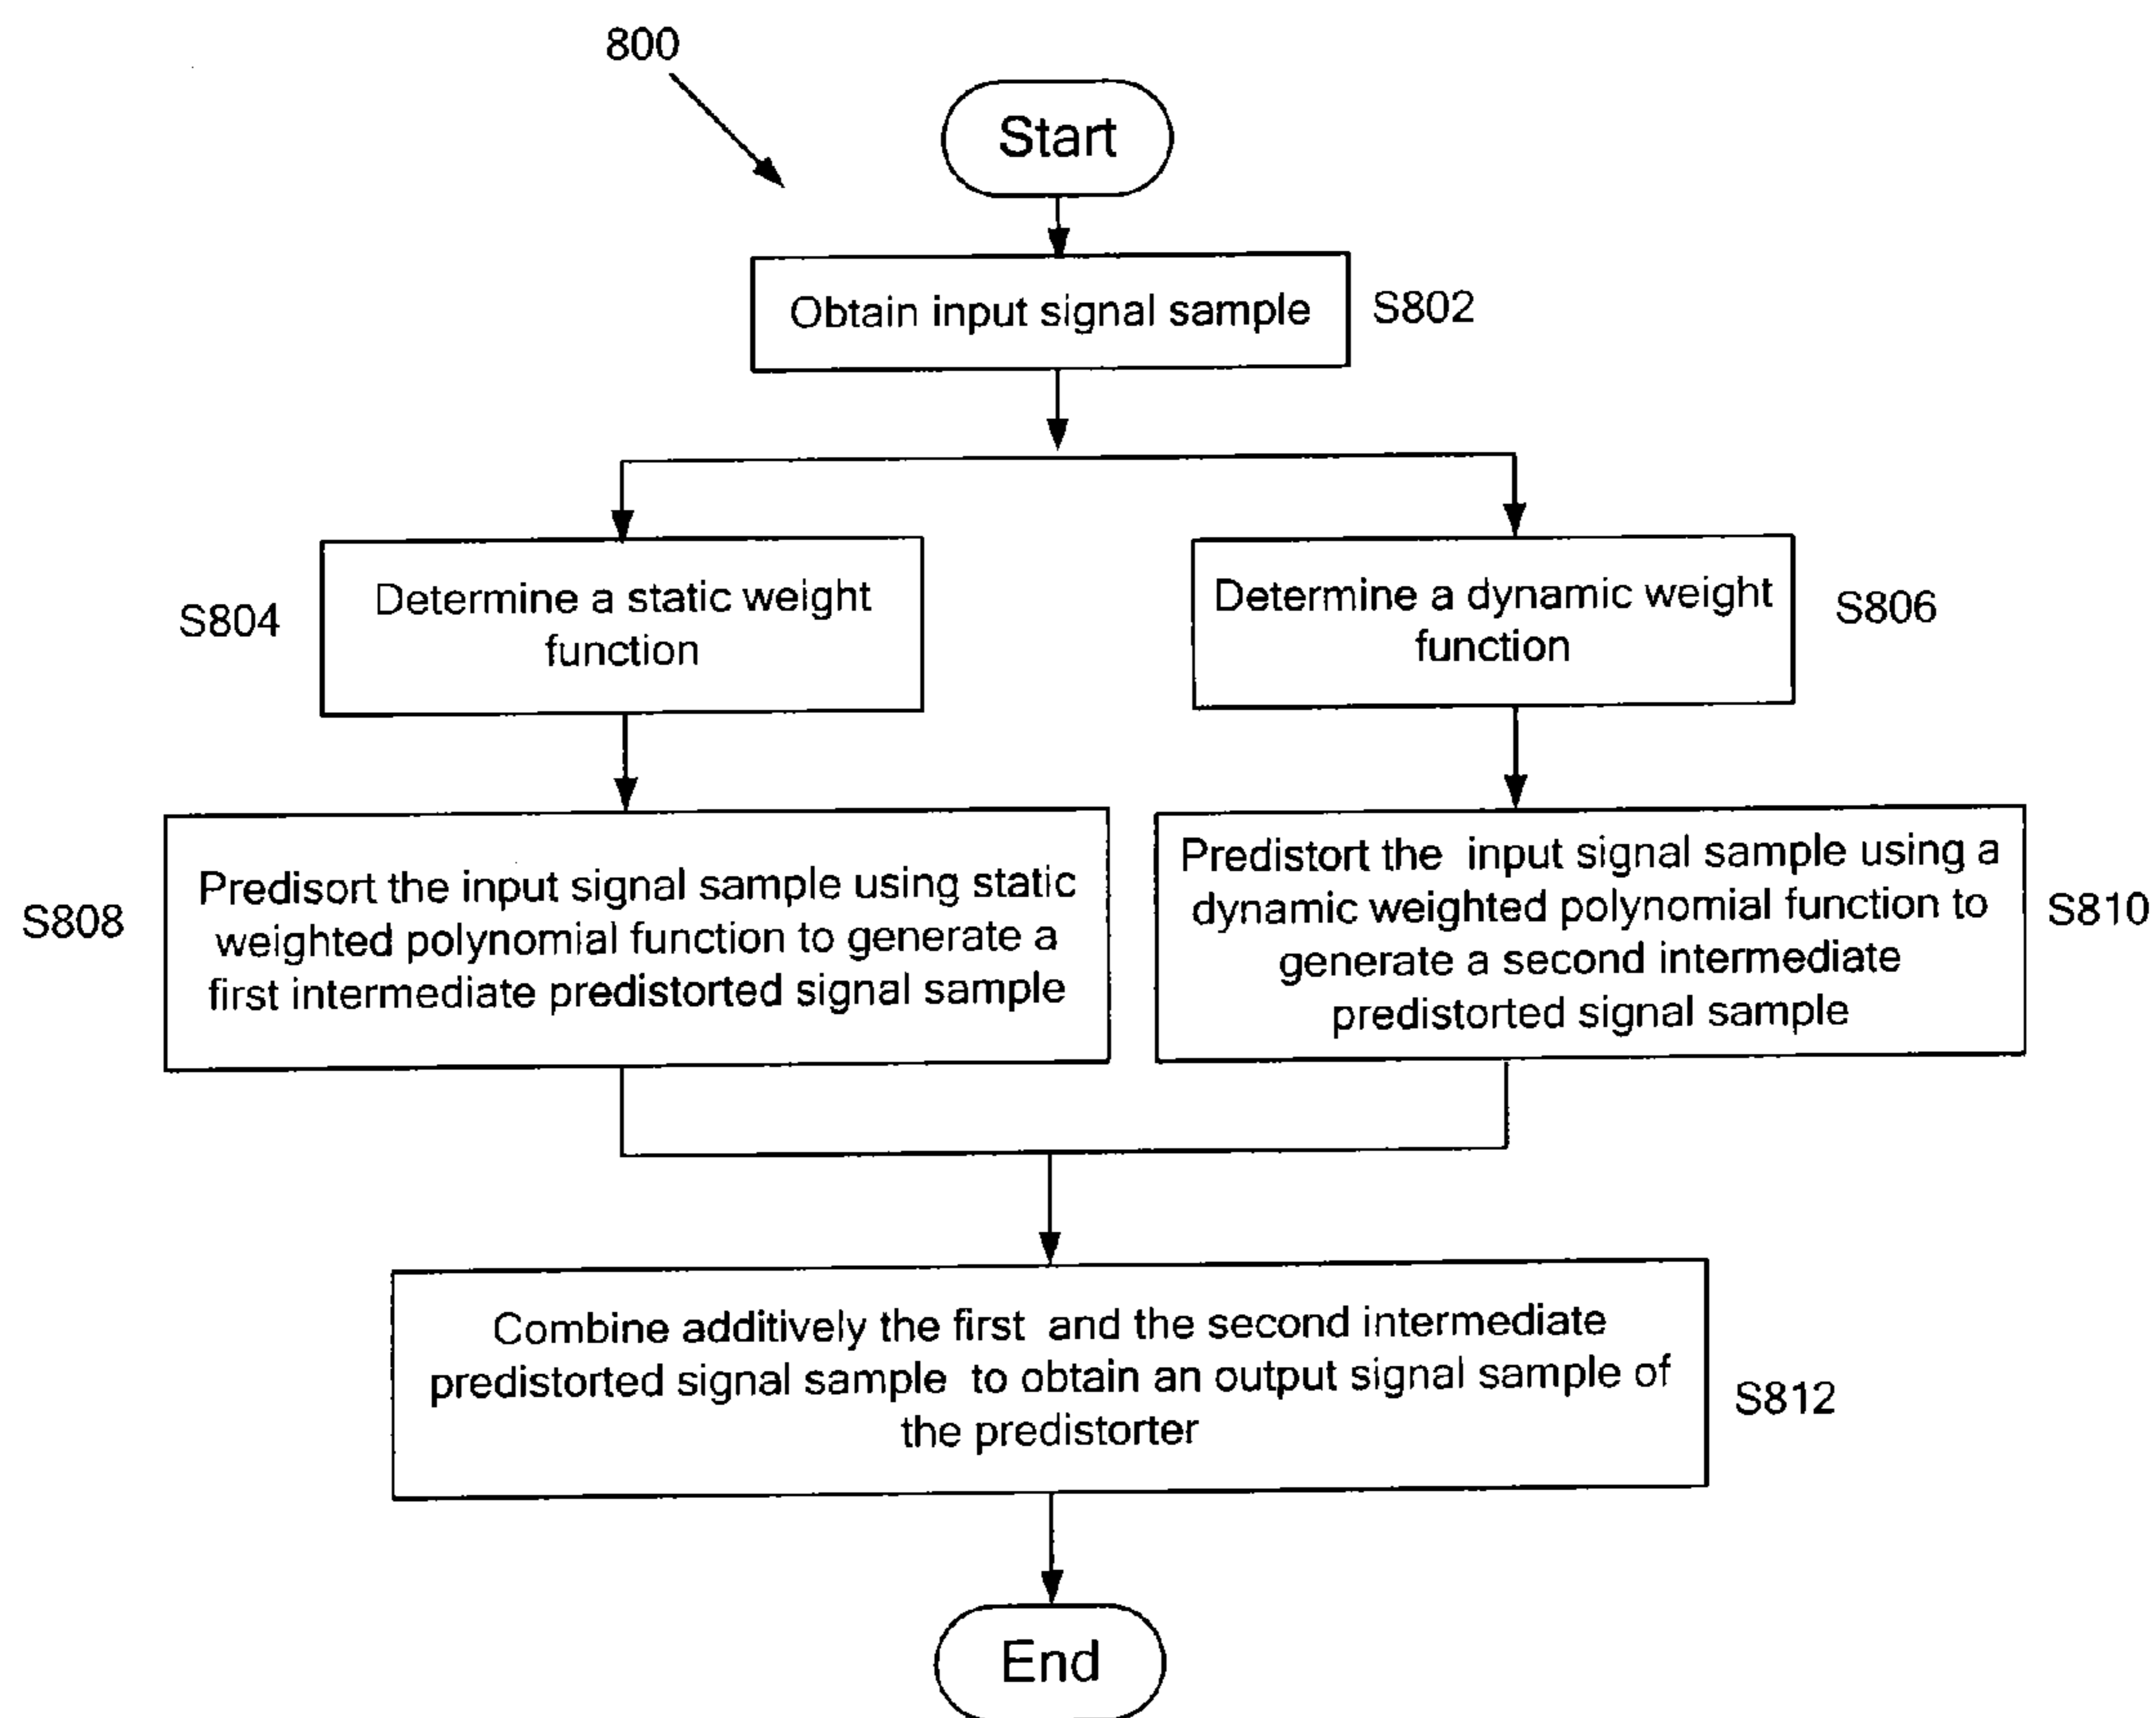 800
Start
Obtain input signal sample
S802
S804
Determine a static weight
function
Determine a dynamic weight
function
S806
S808
Predisort the input signal sample using static
weighted polynomial function to generate a
first intermediate predistorted signal sample
Predistort the input signal sample using a
dynamic weighted polynomial function to
generate a second intermediate
predistorted signal sample
S810
Combine additively the first and the second intermediate
predistorted signal sample to obtain an output signal sample of
the predistorter
S812
End